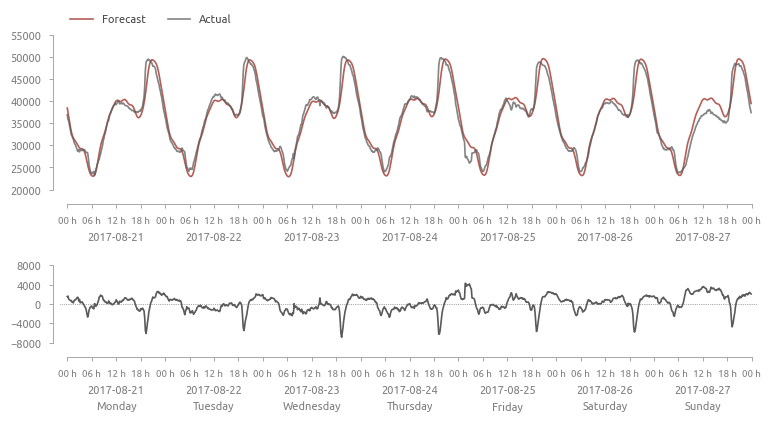 Forecast Actual
55000
50000
45000
40000
35000
30000
25000
20000
00 h 06 h 12 h 18 h 00 h 06 h 12 h 18 h 00 h 06 h 12 h 18 h 00 h 06 h 12 h 18 h 00 h 06 h 12 h 18 h 00 h 06 h 12 h 18 h 00 h 06 h 12 h 18 h 00 h
2017-08-21 2017-08-22 2017-08-23 2017-08-24 2017-08-25 2017-08-26 2017-08-27
8000
4000
0
−4000
−8000
00 h 06 h 12 h 18 h 00 h 06 h 12 h 18 h 00 h 06 h 12 h 18 h 00 h 06 h 12 h 18 h 00 h 06 h 12 h 18 h 00 h 06 h 12 h 18 h 00 h 06 h 12 h 18 h 00 h
2017-08-21 2017-08-22 2017-08-23 2017-08-24 2017-08-25 2017-08-26 2017-08-27
Monday Tuesday Wednesday Thursday Friday Saturday Sunday